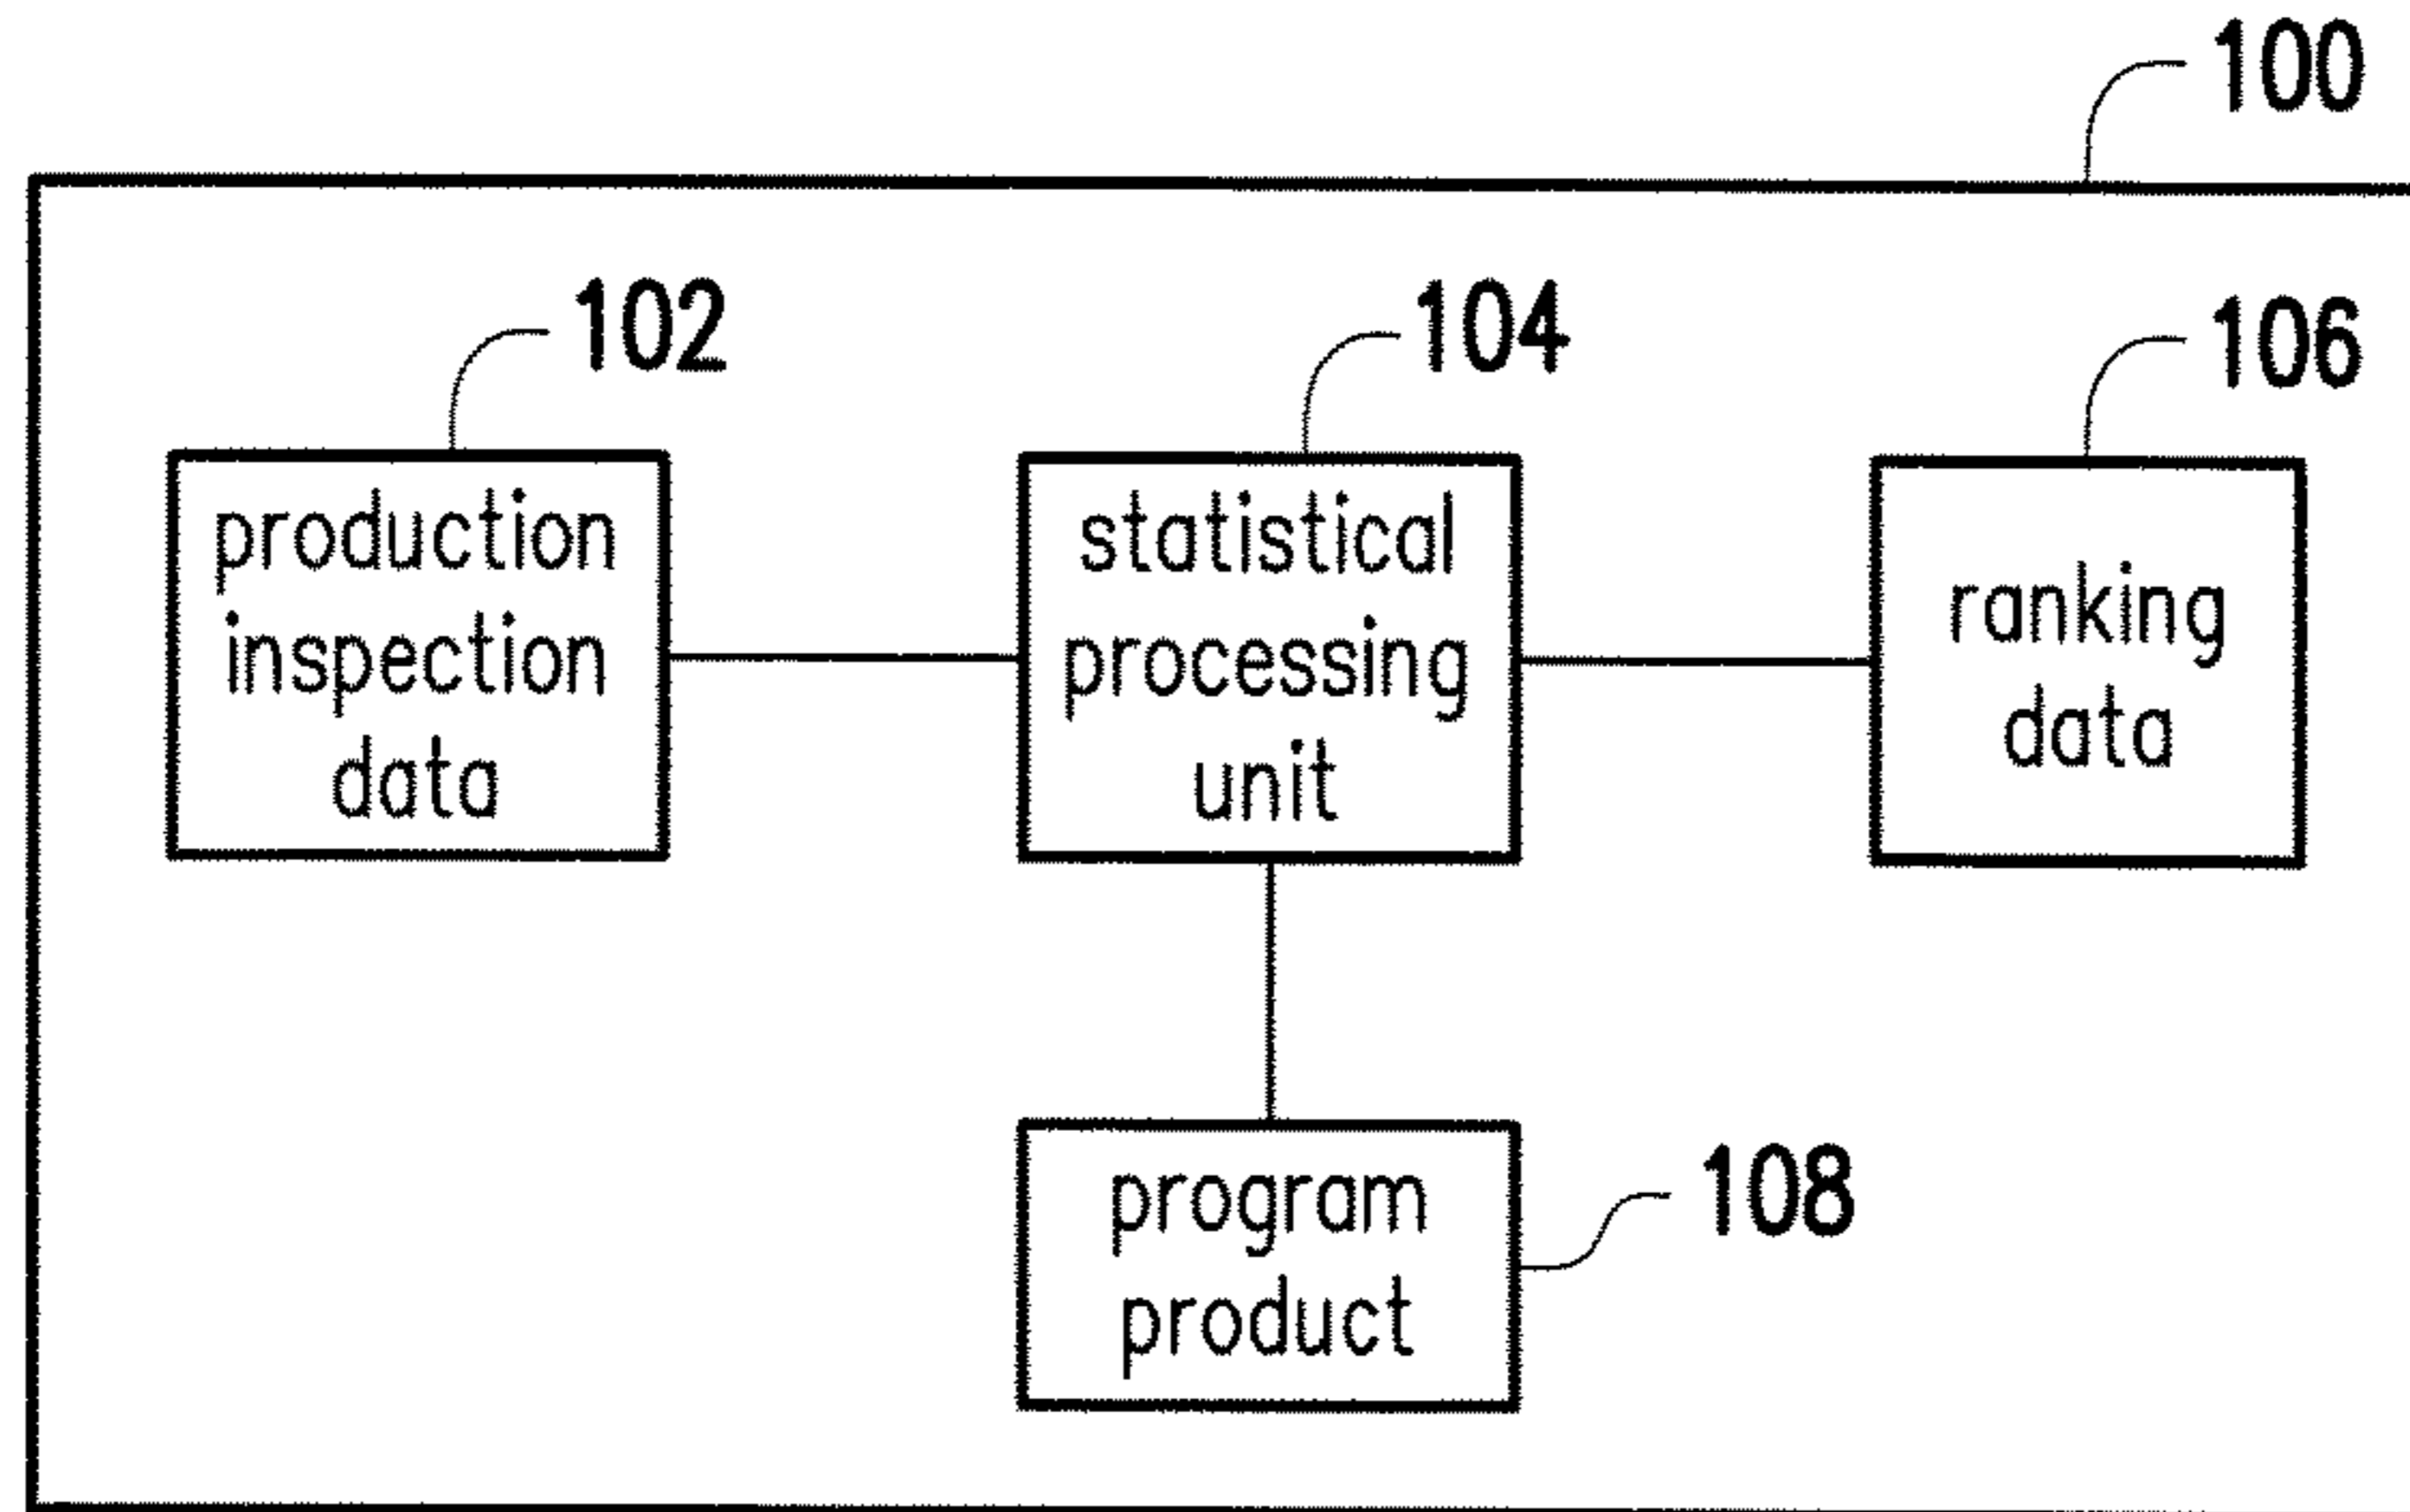 100
102
104
106
production
inspection
data
statistical
processing
unit
ranking
data
program
product
108